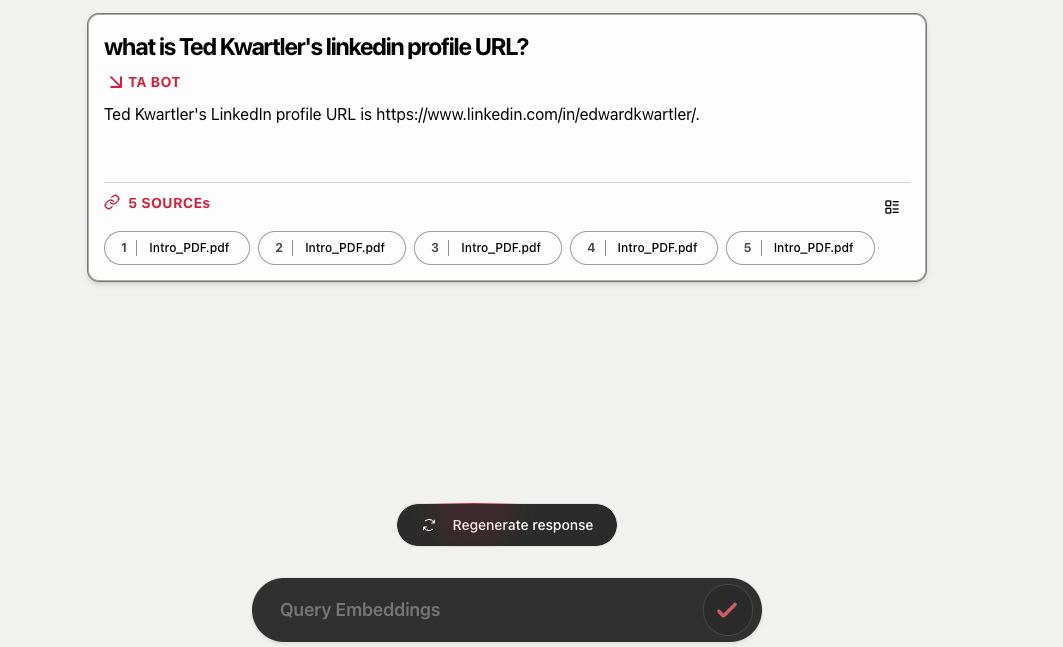 what is Ted Kwartler's linkedin profile URL?
TA BOT
Ted Kwartler's LinkedIn profile URL is https://www.linkedin.com/in/edwardkwartler/.
5 SOURCEs
1 Intro_PDF.pdf 2 Intro_PDF.pdf 3 Intro_PDF.pdf 4 Intro_PDF.pdf 5 Intro_PDF.pdf
Regenerate response
Query Embeddings